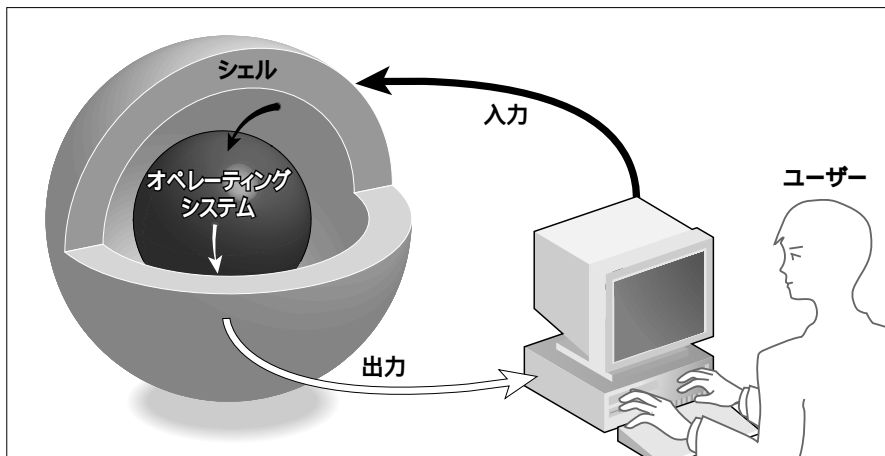 シェル
入力
オペレーティング
システム
ユーザー
出力